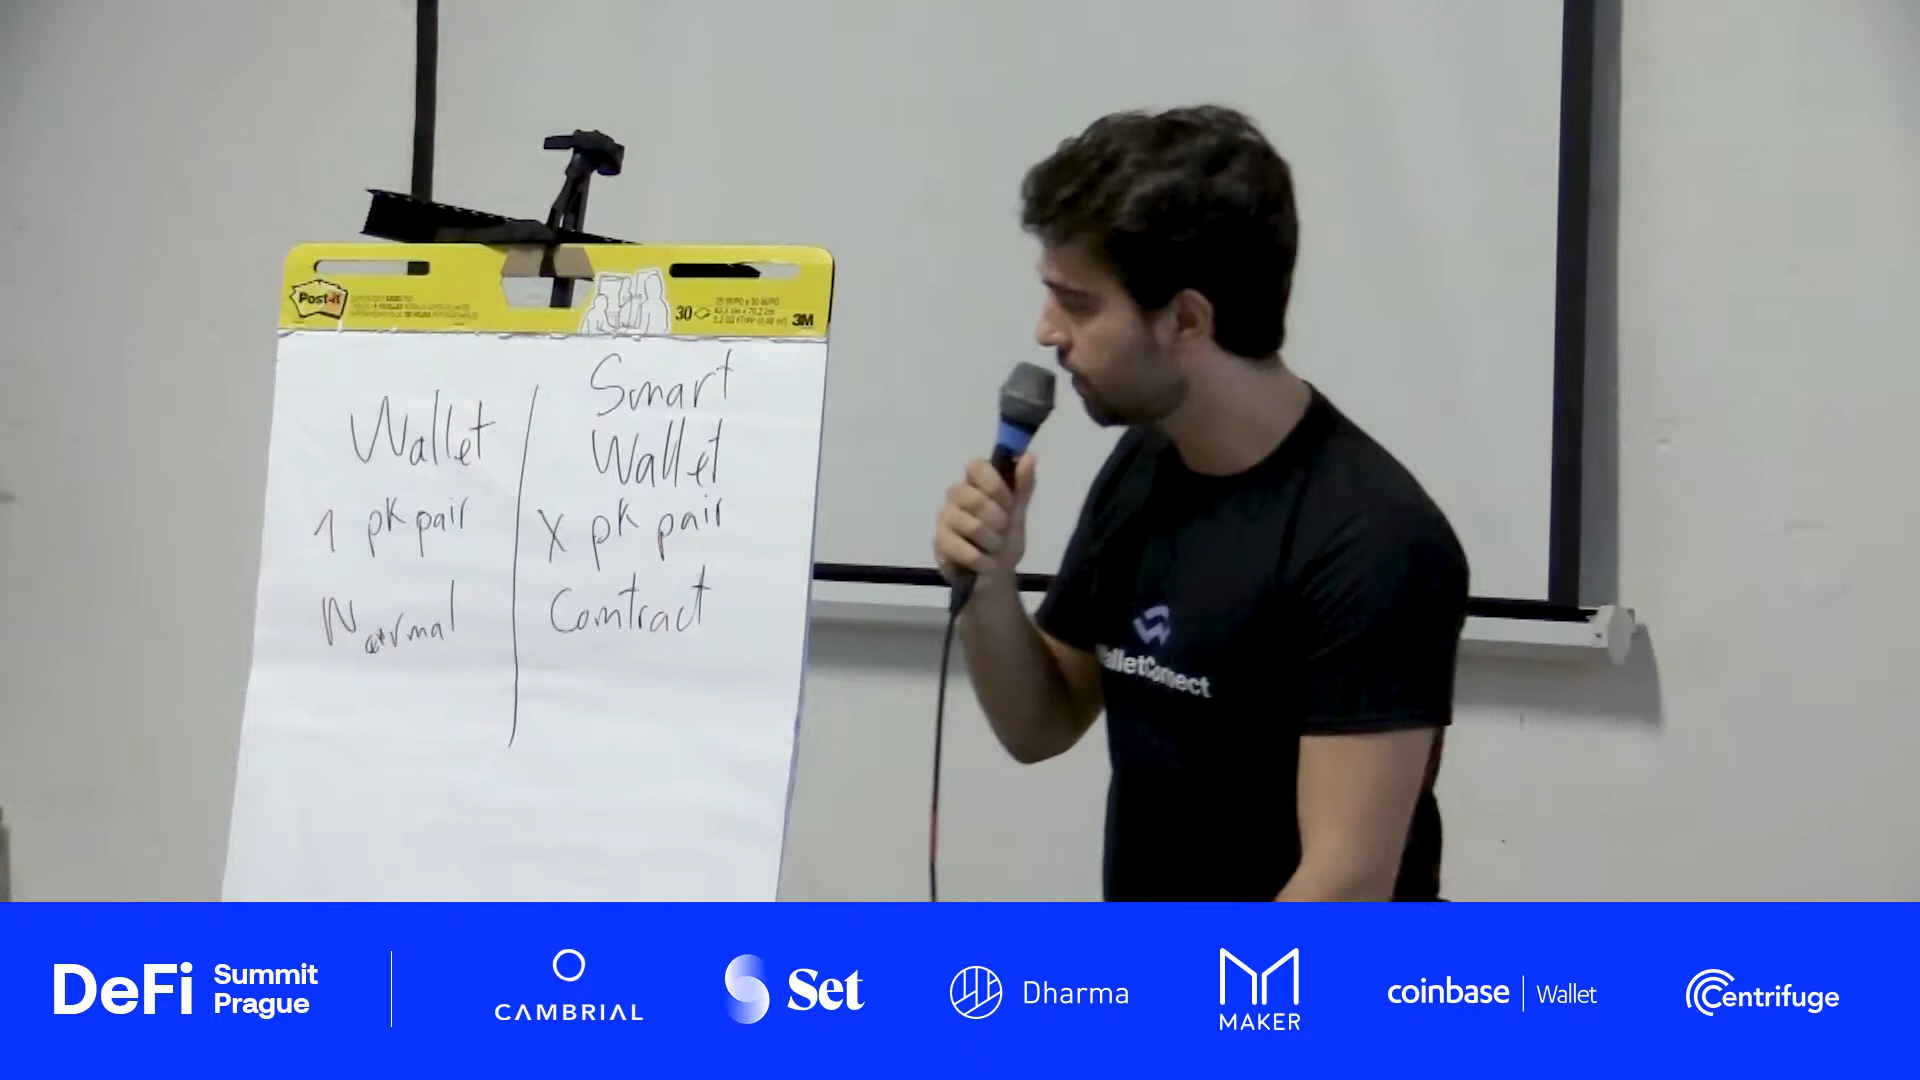 Post-it
30
3M
Smart
Wallet
Wallet
1 pk pair
X pk pair
Normal
Contract
WalletConnect
DeFi
Summit
Prague
CAMBRIAL
Set
Dharma
MAKER
coinbase | Wallet
Centrifuge